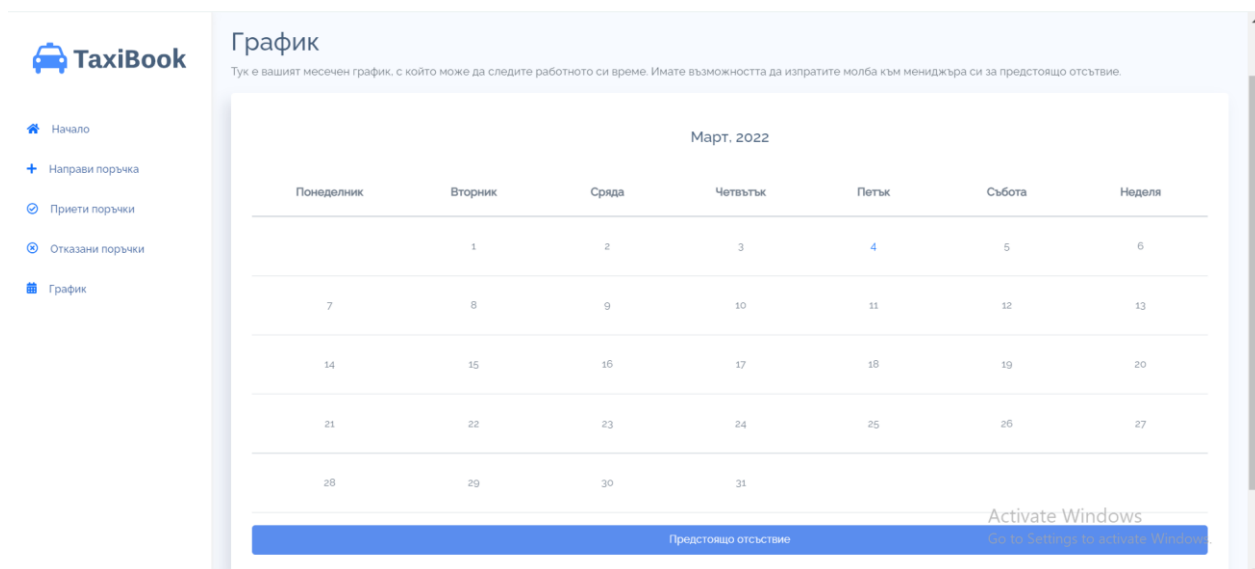 TaxiBook
Начало
Направи поръчка
Приети поръчки
Отказани поръчки
График
График
Тук е вашият месечен график, с който може да следите работното си време. Имате възможността да изпратите молба към мениджъра си за предстоящо отсътвие.
Март, 2022
Понеделник Вторник Сряда Четвътък Петък Събота Неделя
1 2 3 4 5 6
7 8 9 10 11 12 13
14 15 16 17 18 19 20
21 22 23 24 25 26 27
28 29 30 31
Предстоящо отсъствие
Activate Windows
Go to Settings to activate Windows.